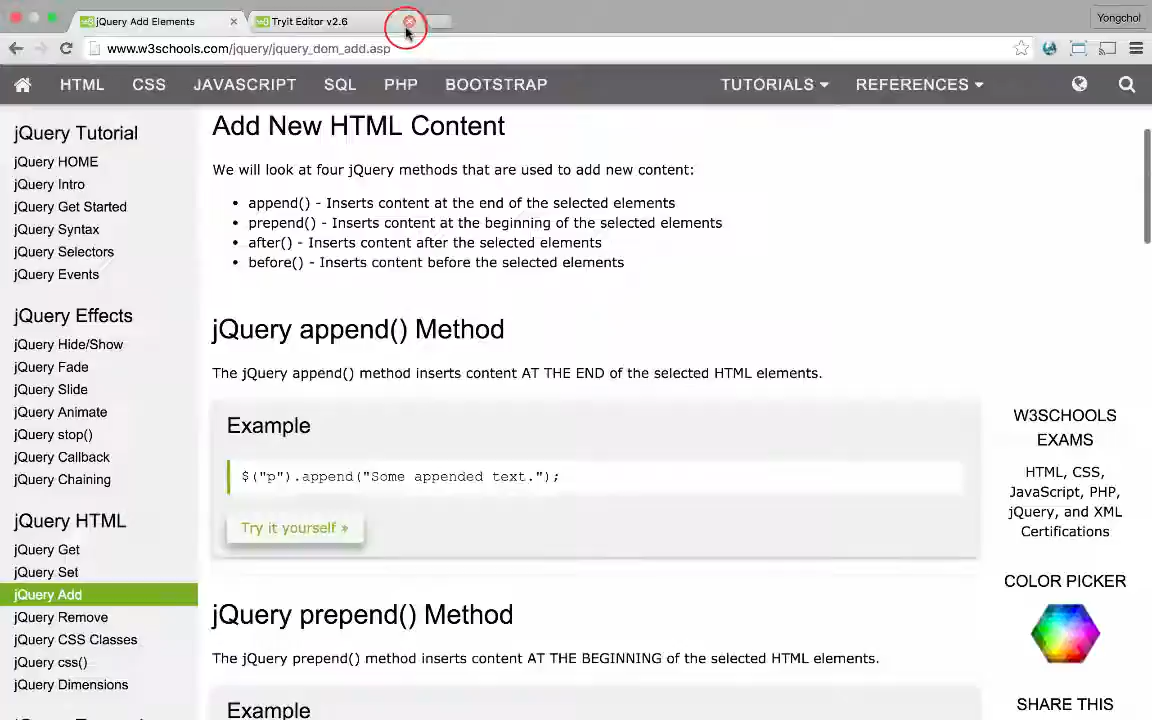 jQuery Add Elements
Tryit Editor v2.6
Yongchol
www.w3schools.com/jquery/jquery_dom_add.asp
HTML CSS JAVASCRIPT SQL PHP BOOTSTRAP TUTORIALS REFERENCES
jQuery Tutorial
jQuery HOME
jQuery Intro
jQuery Get Started
jQuery Syntax
jQuery Selectors
jQuery Events
jQuery Effects
jQuery Hide/Show
jQuery Fade
jQuery Slide
jQuery Animate
jQuery stop()
jQuery Callback
jQuery Chaining
jQuery HTML
jQuery Get
jQuery Set
jQuery Add
jQuery Remove
jQuery CSS Classes
jQuery css()
jQuery Dimensions
Add New HTML Content
We will look at four jQuery methods that are used to add new content:
• append() - Inserts content at the end of the selected elements
• prepend() - Inserts content at the beginning of the selected elements
• after() - Inserts content after the selected elements
• before() - Inserts content before the selected elements
jQuery append() Method
The jQuery append() method inserts content AT THE END of the selected HTML elements.
Example
$("p").append("Some appended text.");
Try it yourself »
jQuery prepend() Method
The jQuery prepend() method inserts content AT THE BEGINNING of the selected HTML elements.
Example
W3SCHOOLS
EXAMS
HTML, CSS,
JavaScript, PHP,
jQuery, and XML
Certifications
COLOR PICKER
SHARE THIS